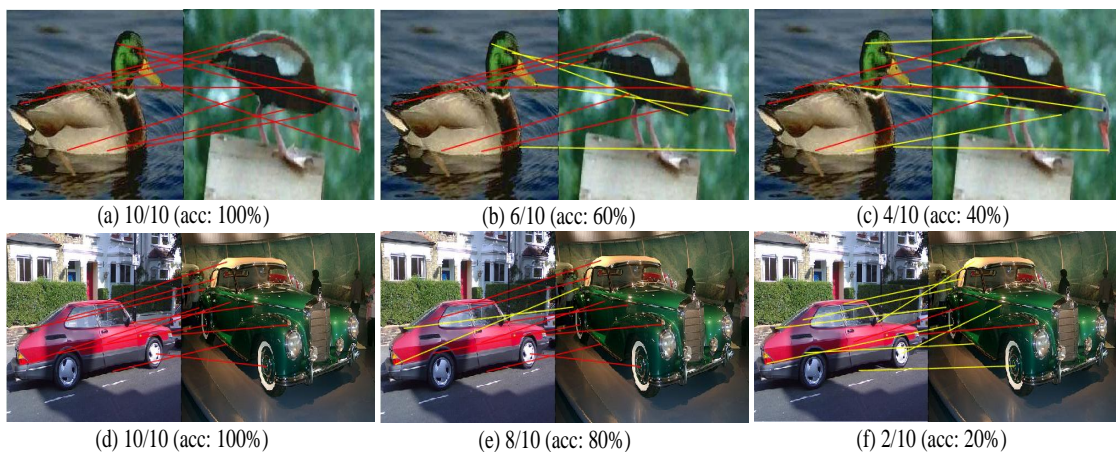 (a) 10/10 (acc: 100%)
(b) 6/10 (acc: 60%)
(c) 4/10 (acc: 40%)
(d) 10/10 (acc: 100%)
(e) 8/10 (acc: 80%)
(f) 2/10 (acc: 20%)